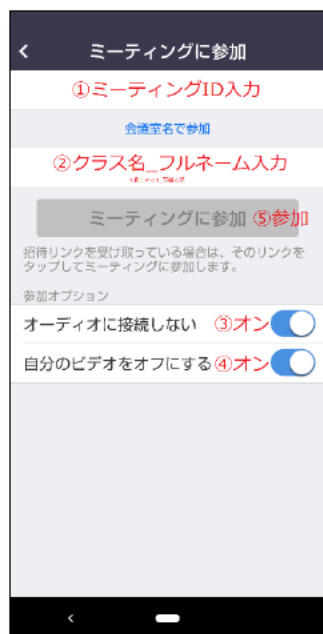 ミーティングに参加
①ミーティングID入力
会議室名で参加
②クラス名_フルネーム入力
ミーティングに参加 ⑤参加
招待リンクを受け取っている場合は、そのリンクを
タップしてミーティングに参加します。
参加オプション
オーディオに接続しない ③オン
自分のビデオをオフにする ④オン